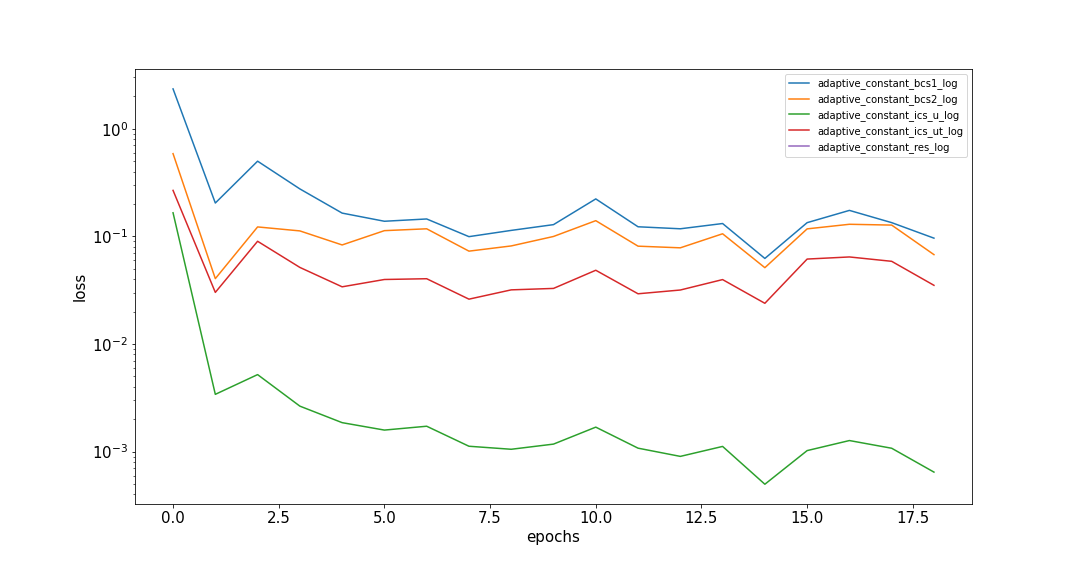 adaptive_constant_bcs1_log
adaptive_constant_bcs2_log
adaptive_constant_ics_u_log
adaptive_constant_ics_ut_log
adaptive_constant_res_log
10⁰
10⁻¹
10⁻²
10⁻³
loss
0.0 2.5 5.0 7.5 10.0 12.5 15.0 17.5
epochs